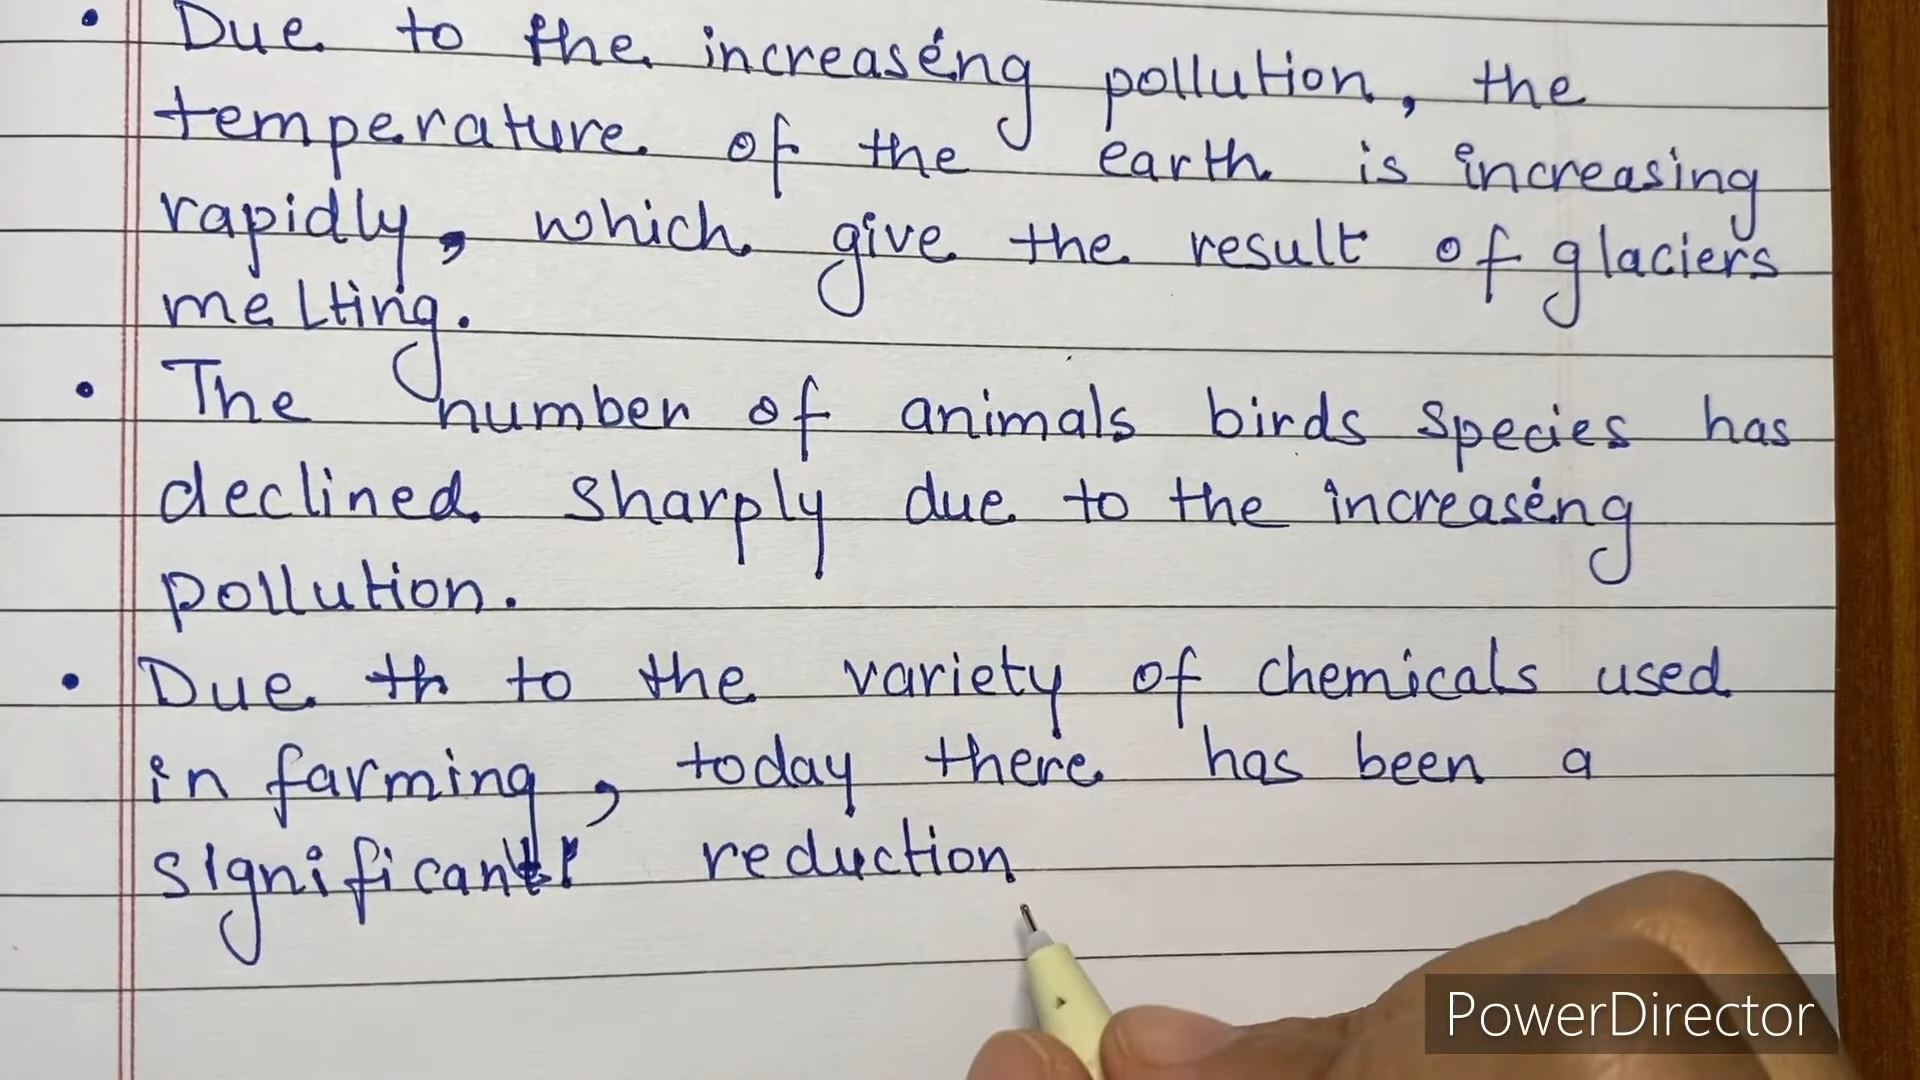 • Due to the increaseng pollution, the
temperature of the earth is increasing
rapidly, which give the result of glaciers
melting.
• The number of animals birds species has
declined sharply due to the increaseng
pollution.
• Due th to the variety of chemicals used
in farming, today there has been a
significant reduction
PowerDirector